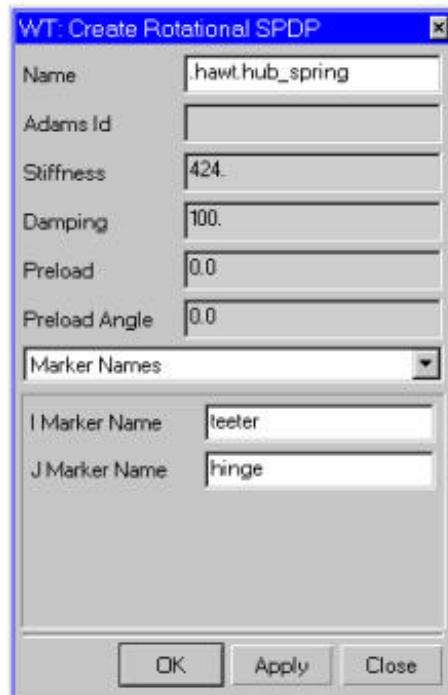 WT: Create Rotational SPDP
Name .hawt.hub_spring
Adams Id
Stiffness 424.
Damping 100.
Preload 0.0
Preload Angle 0.0
Marker Names
I Marker Name teeter
J Marker Name hinge
OK Apply Close